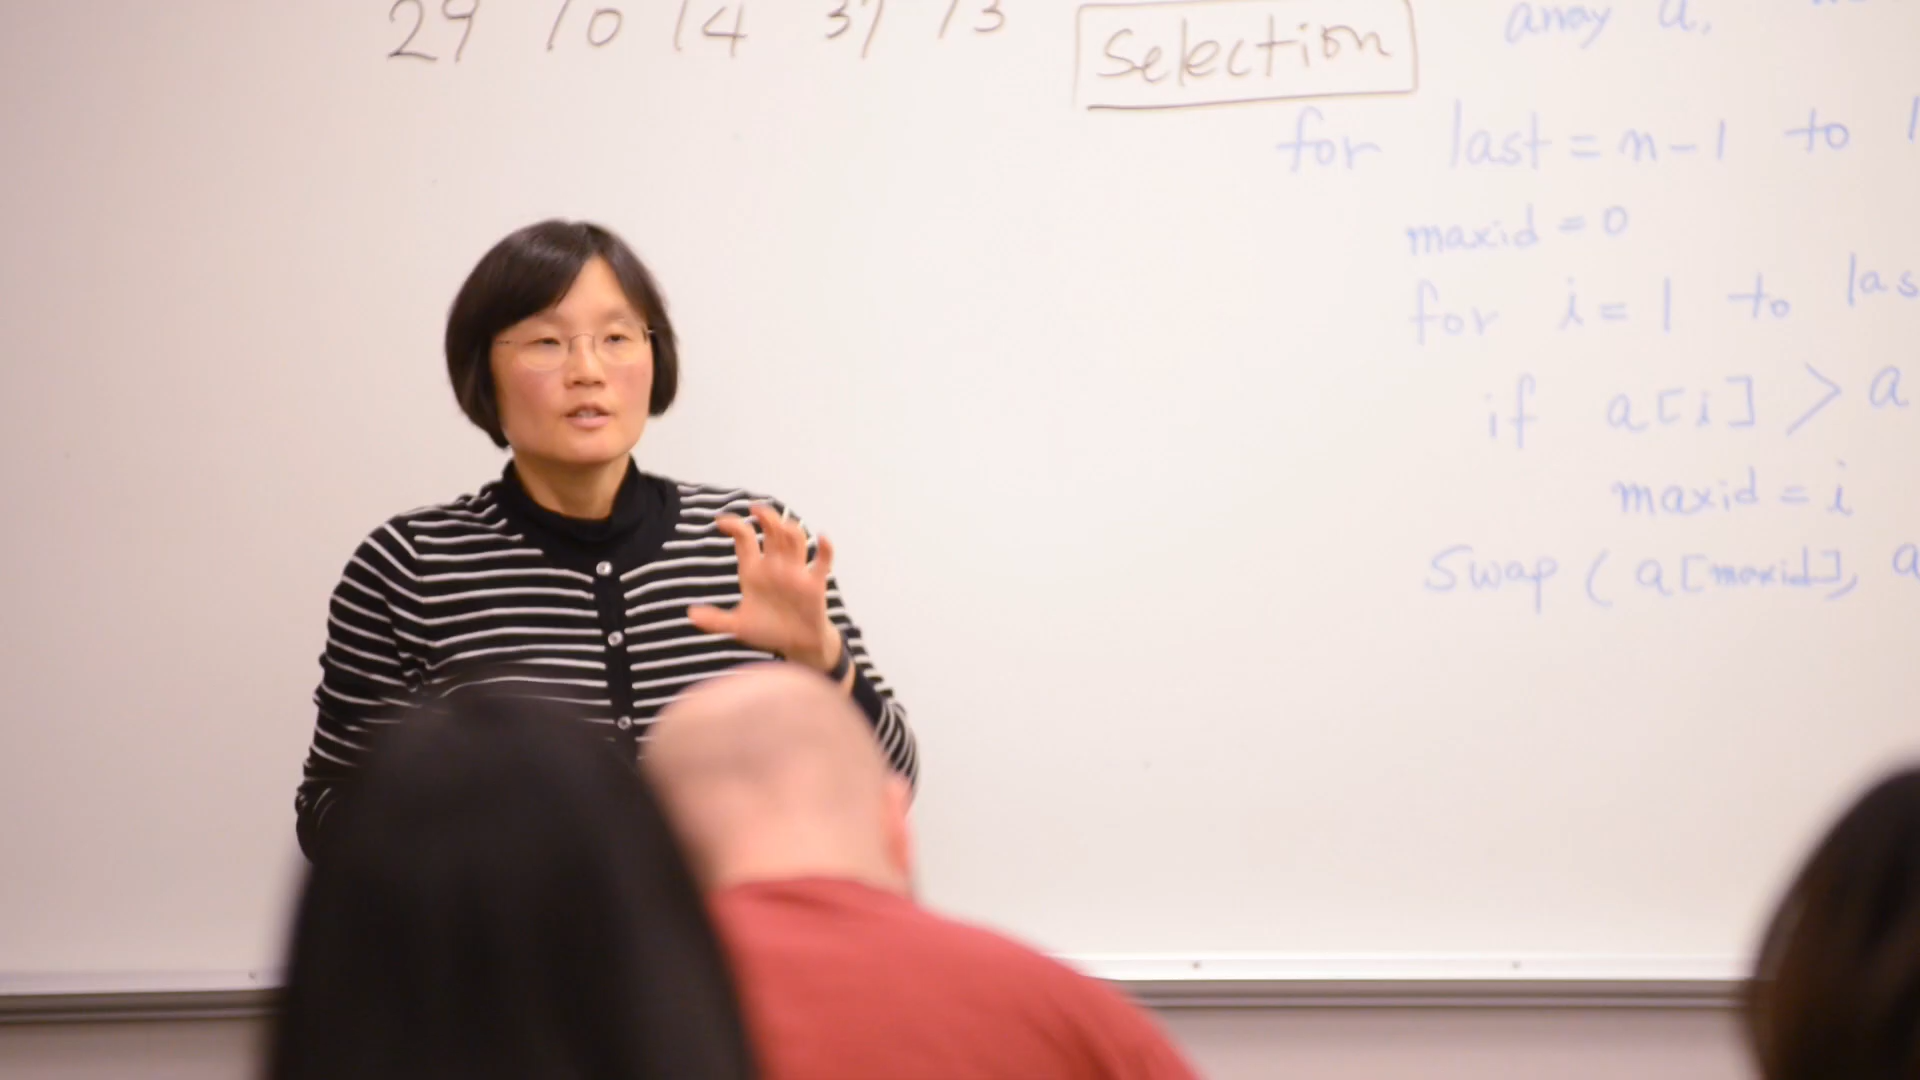 29 10 14 37 13
Selection
array a,
for last = n-1 to 1
maxid = 0
for i = 1 to las
if a[i] > a
maxid = i
swap ( a[maxid], a